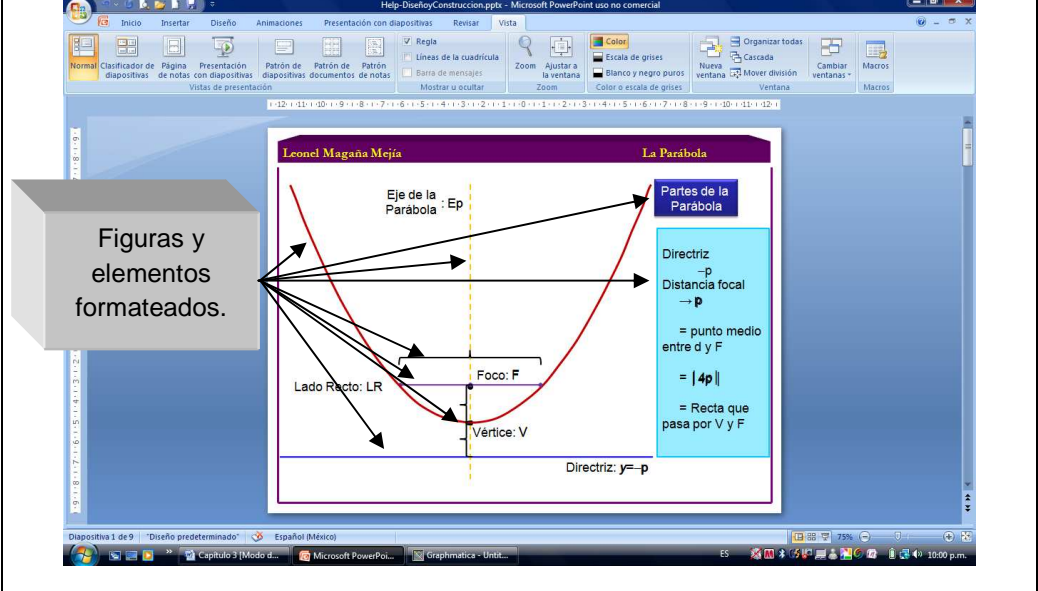 Help-DiseñoyConstruccion.pptx - Microsoft PowerPoint uso no comercial
Inicio Insertar Diseño Animaciones Presentación con diapositivas Revisar Vista
Normal Clasificador de diapositivas Página de notas Presentación con diapositivas
Patrón de diapositivas Patrón de documentos Patrón de notas
Vistas de presentación
Regla
Líneas de la cuadrícula
Barra de mensajes
Mostrar u ocultar
Zoom Ajustar a la ventana
Zoom
Color
Escala de grises
Blanco y negro puros
Color o escala de grises
Nueva ventana
Organizar todas
Cascada
Mover división
Cambiar ventanas
Ventana
Macros
Macros
Leonel Magaña Mejía
La Parábola
Figuras y
elementos
formateados.
Eje de la
Parábola : Ep
Partes de la
Parábola
Directriz
–p
Distancia focal
→ p
= punto medio
entre d y F
= | 4p ||
= Recta que
pasa por V y F
Foco: F
Lado Recto: LR
Vértice: V
Directriz: y=–p
Diapositiva 1 de 9 "Diseño predeterminado" Español (México) 75%
Capitulo 3 [Modo d... Microsoft PowerPoi... Graphmatica - Untit... ES 10:00 p.m.